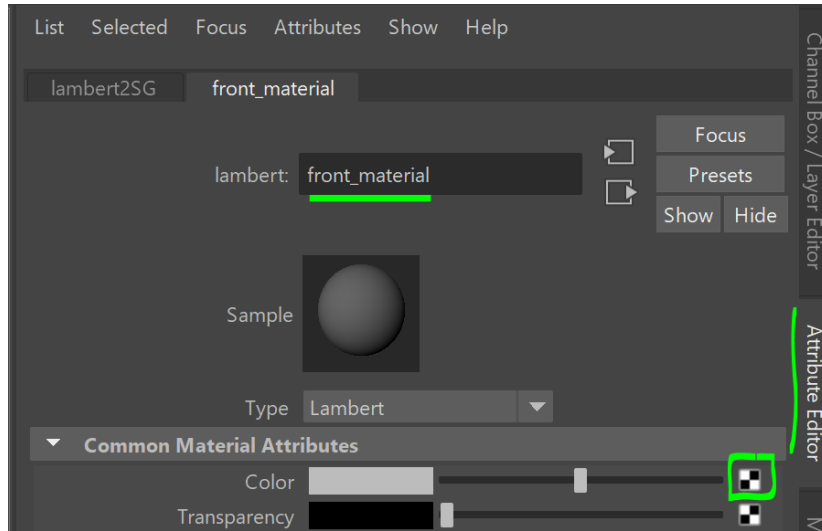 List Selected Focus Attributes Show Help
lambert2SG front_material
lambert: front_material
Focus
Presets
Show Hide
Sample
Type Lambert
Common Material Attributes
Color
Transparency
Channel Box / Layer Editor
Attribute Editor